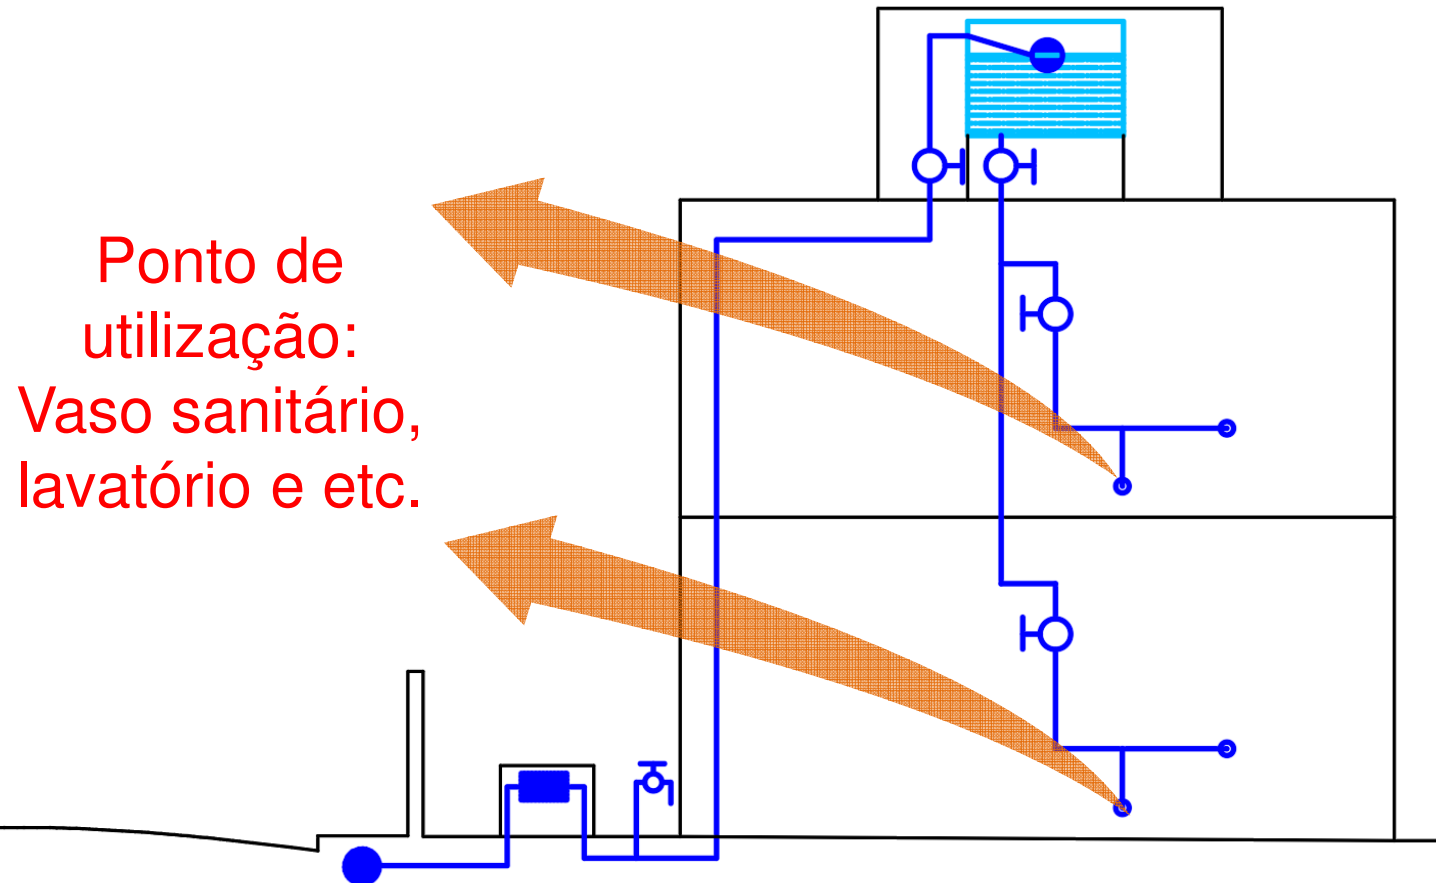 Ponto de
utilização:
Vaso sanitário,
lavatório e etc.